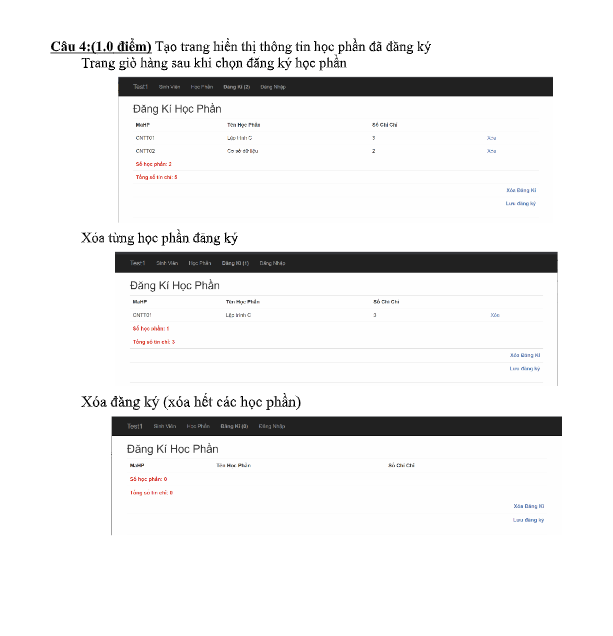 Câu 4:(1.0 điểm) Tạo trang hiển thị thông tin học phần đã đăng ký
Trang giỏ hàng sau khi chọn đăng ký học phần
Test1 Sinh Viên Học Phần Đăng Kí (2) Đăng Nhập
Đăng Kí Học Phần
MaHP Tên Học Phần Số Chỉ Chỉ
CNTT01 Lập trình C 3 Xóa
CNTT02 Cơ sở dữ liệu 2 Xóa
Số học phần: 2
Tổng số tín chỉ: 5
Xóa Đăng Kí
Lưu đăng ký
Xóa từng học phần đăng ký
Test1 Sinh Viên Học Phần Đăng Kí (1) Đăng Nhập
Đăng Kí Học Phần
MaHP Tên Học Phần Số Chỉ Chỉ
CNTT01 Lập trình C 3 Xóa
Số học phần: 1
Tổng số tín chỉ: 3
Xóa Đăng Kí
Lưu đăng ký
Xóa đăng ký (xóa hết các học phần)
Test1 Sinh Viên Học Phần Đăng Kí (0) Đăng Nhập
Đăng Kí Học Phần
MaHP Tên Học Phần Số Chỉ Chỉ
Số học phần: 0
Tổng số tín chỉ: 0
Xóa Đăng Kí
Lưu đăng ký